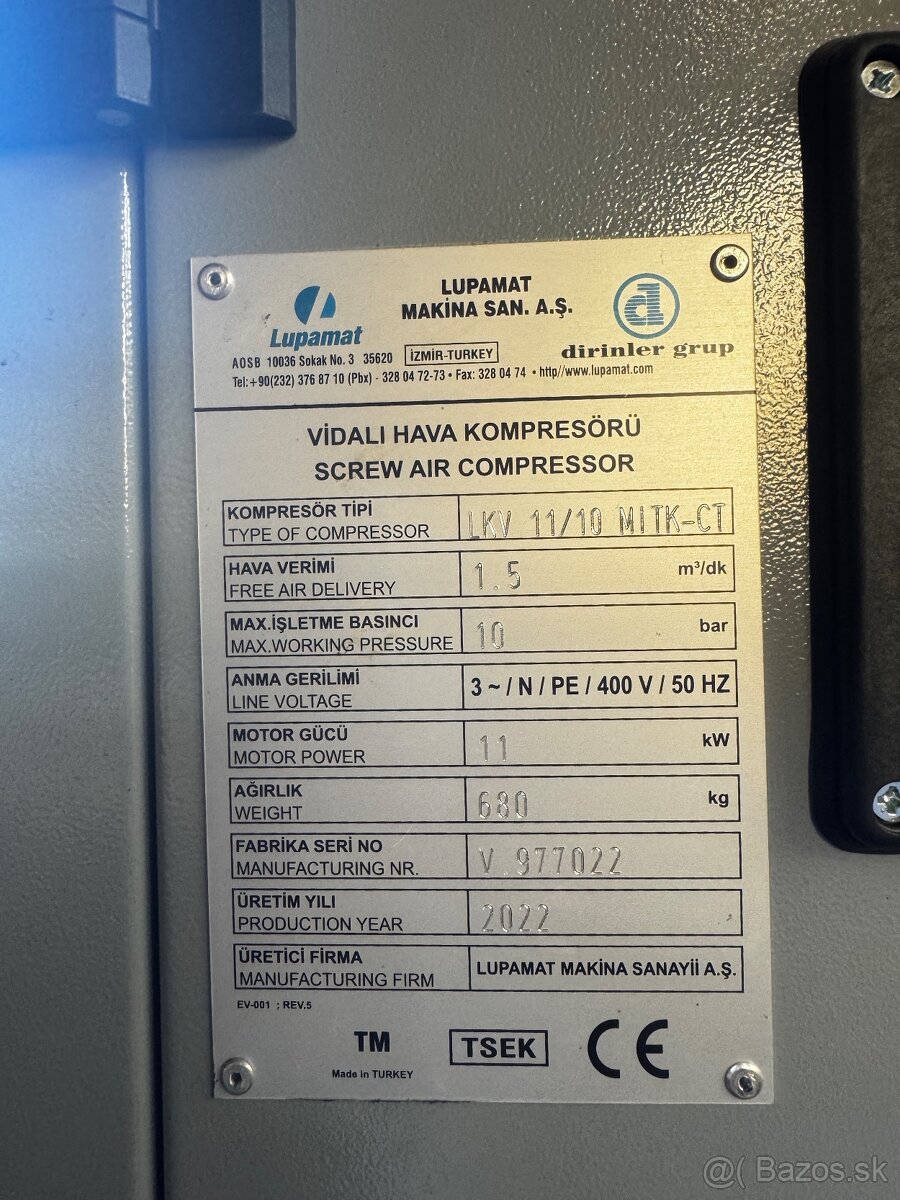 Lupamat
LUPAMAT
MAKİNA SAN. A.Ş.
d
dirinler grup
AOSB 10036 Sokak No. 3 35620 İZMİR-TURKEY
Tel:+90(232) 376 87 10 (Pbx) - 328 04 72-73 • Fax: 328 04 74 • http//www.lupamat.com
VİDALI HAVA KOMPRESÖRÜ
SCREW AIR COMPRESSOR
KOMPRESÖR TİPİ
TYPE OF COMPRESSOR
LKV 11/10 MITK-CT
HAVA VERİMİ
FREE AIR DELIVERY
1.5 m³/dk
MAX.İŞLETME BASINCI
MAX.WORKING PRESSURE
10 bar
ANMA GERİLİMİ
LINE VOLTAGE
3 ~ / N / PE / 400 V / 50 HZ
MOTOR GÜCÜ
MOTOR POWER
11 kW
AĞIRLIK
WEIGHT
680 kg
FABRİKA SERİ NO
MANUFACTURING NR.
V.977022
ÜRETİM YILI
PRODUCTION YEAR
2022
ÜRETİCİ FİRMA
MANUFACTURING FIRM
LUPAMAT MAKİNA SANAYİİ A.Ş.
EV-001 ; REV.5
TM
Made in TURKEY
TSEK
CE
@( Bazos.sk